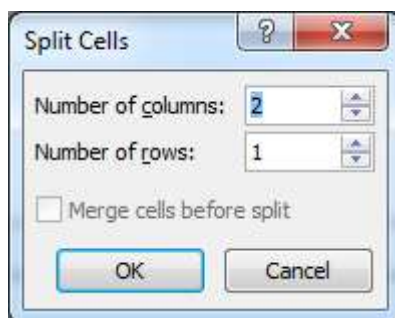 Split Cells
?
Number of columns: 2
Number of rows: 1
Merge cells before split
OK Cancel